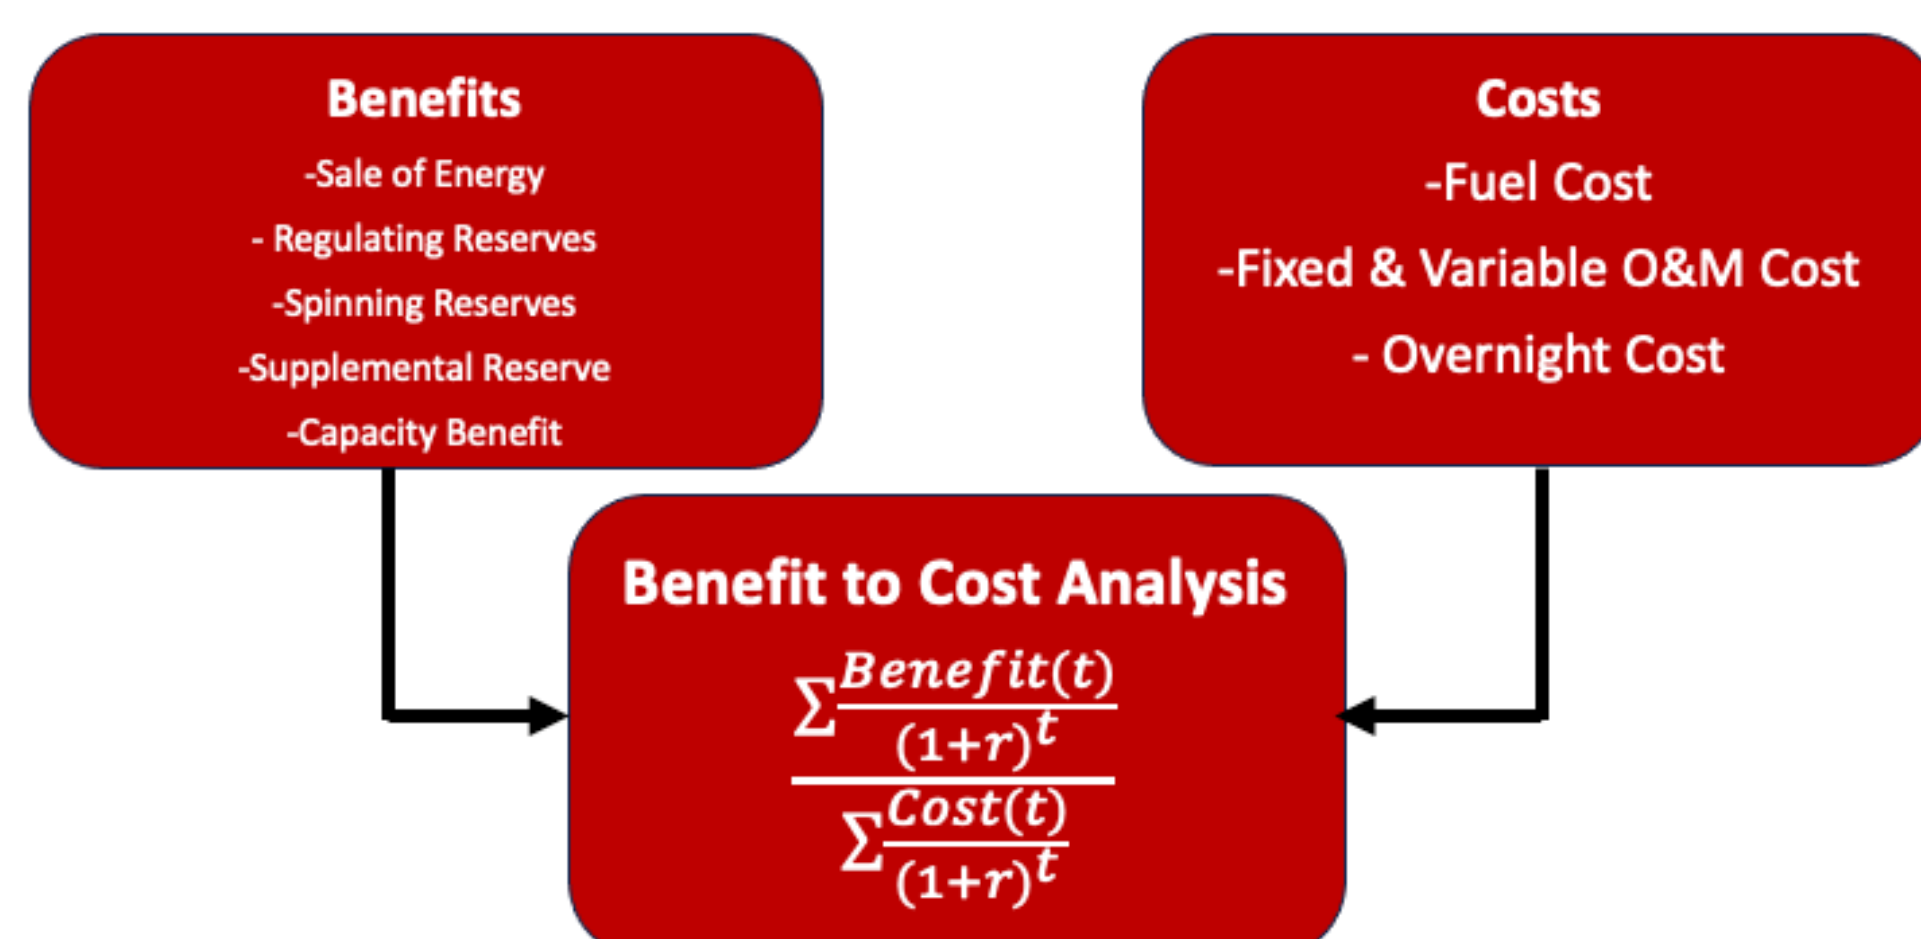 Benefits
-Sale of Energy
- Regulating Reserves
-Spinning Reserves
-Supplemental Reserve
-Capacity Benefit
Costs
-Fuel Cost
-Fixed & Variable O&M Cost
- Overnight Cost
Benefit to Cost Analysis
∑ Benefit(t)
(1+r)^t
∑ Cost(t)
(1+r)^t